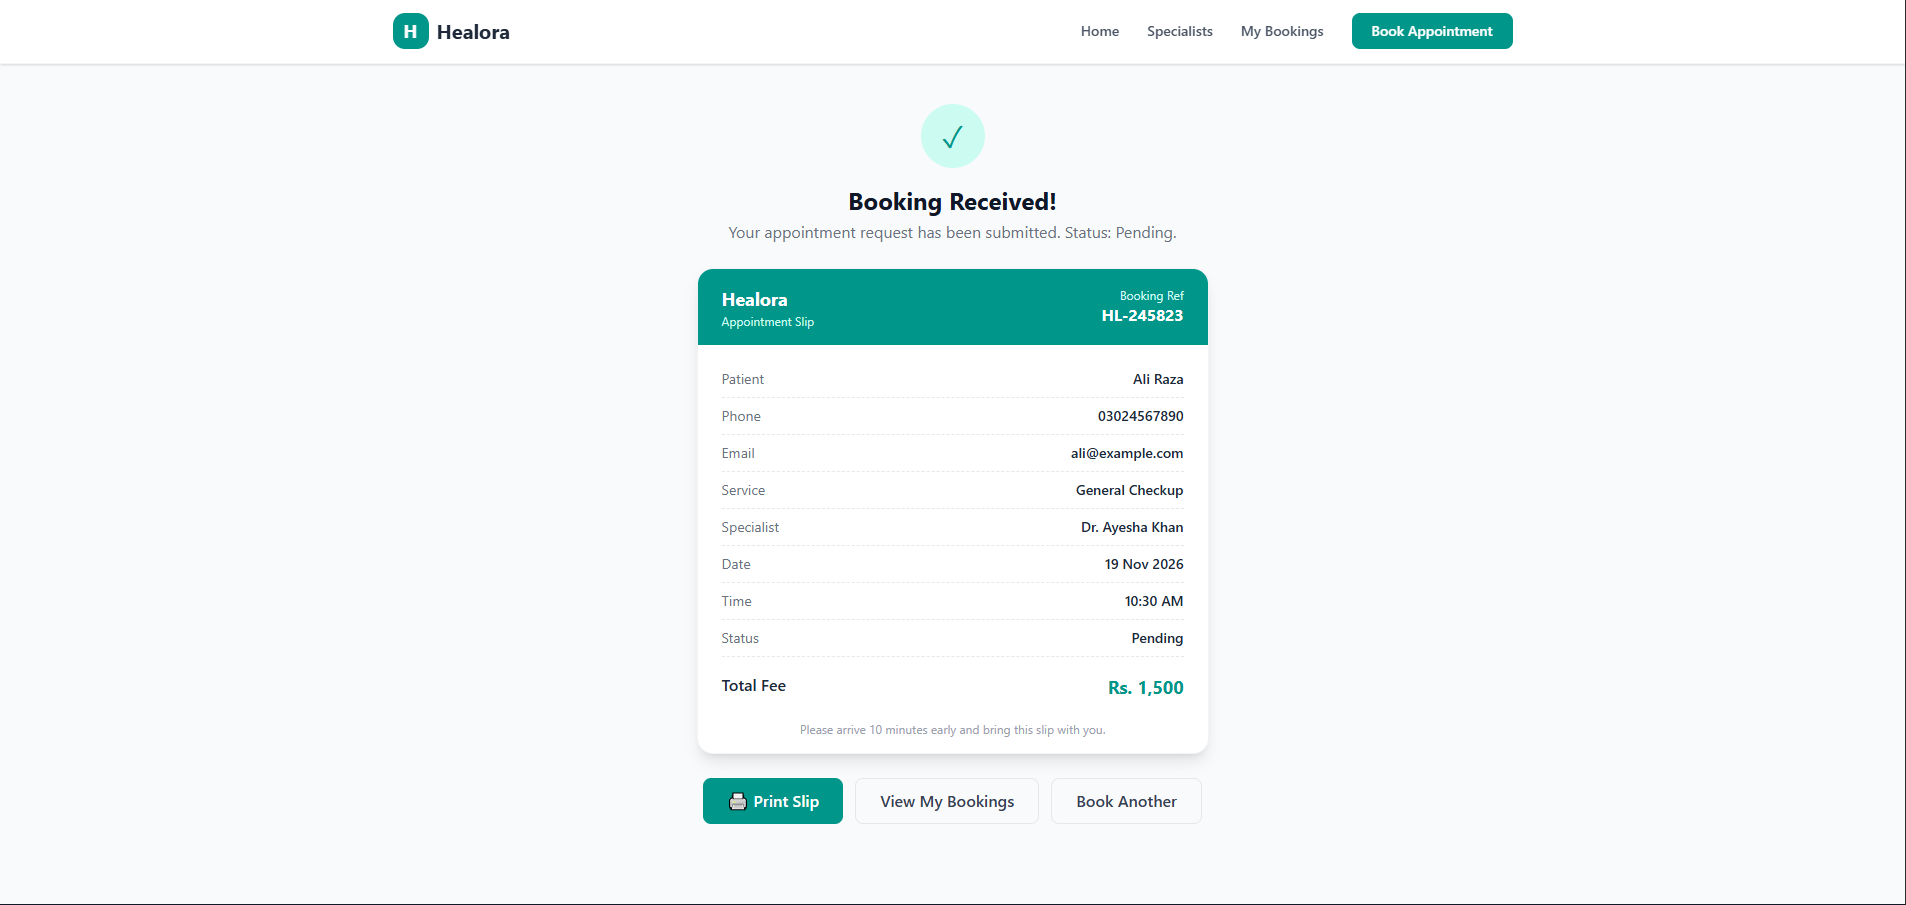 H Healora
Home Specialists My Bookings Book Appointment
Booking Received!
Your appointment request has been submitted. Status: Pending.
Healora
Appointment Slip
Booking Ref
HL-245823
Patient Ali Raza
Phone 03024567890
Email ali@example.com
Service General Checkup
Specialist Dr. Ayesha Khan
Date 19 Nov 2026
Time 10:30 AM
Status Pending
Total Fee Rs. 1,500
Please arrive 10 minutes early and bring this slip with you.
Print Slip View My Bookings Book Another